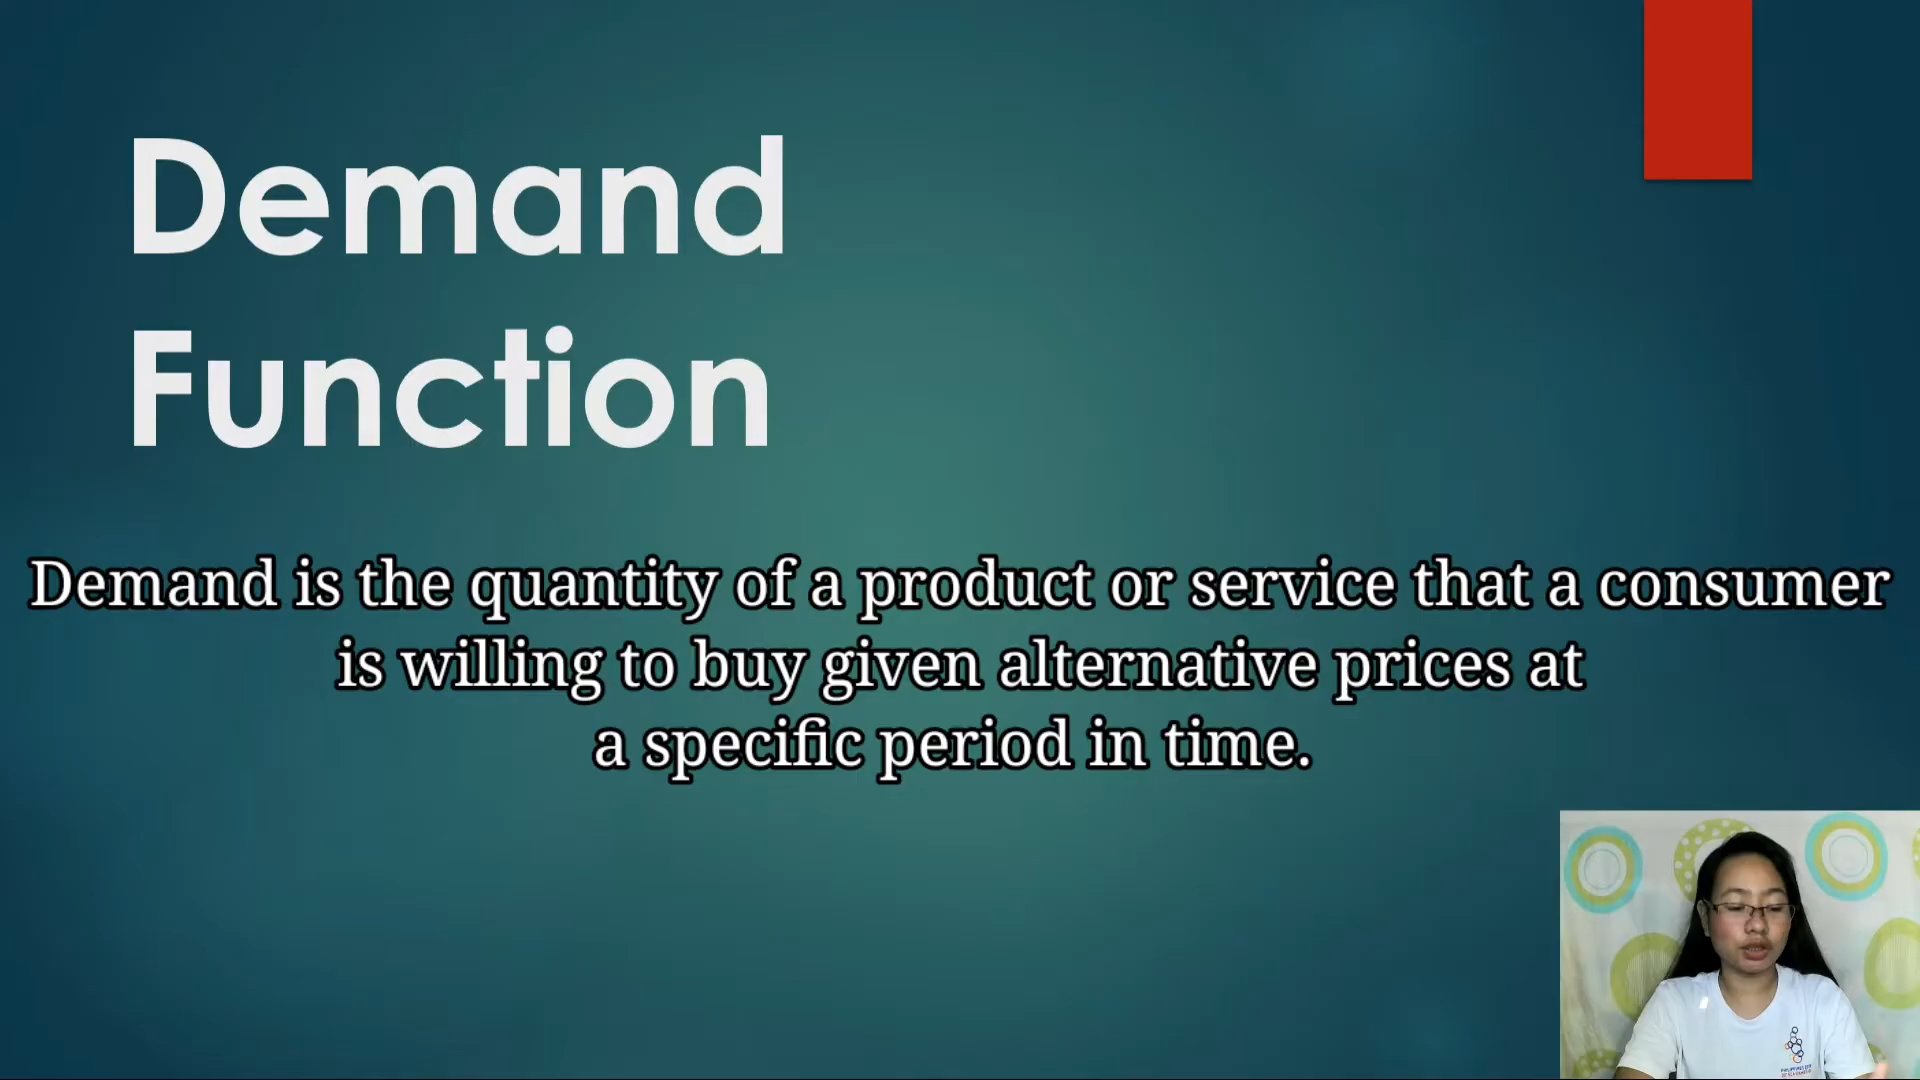 Demand
Function
Demand is the quantity of a product or service that a consumer
is willing to buy given alternative prices at
a specific period in time.